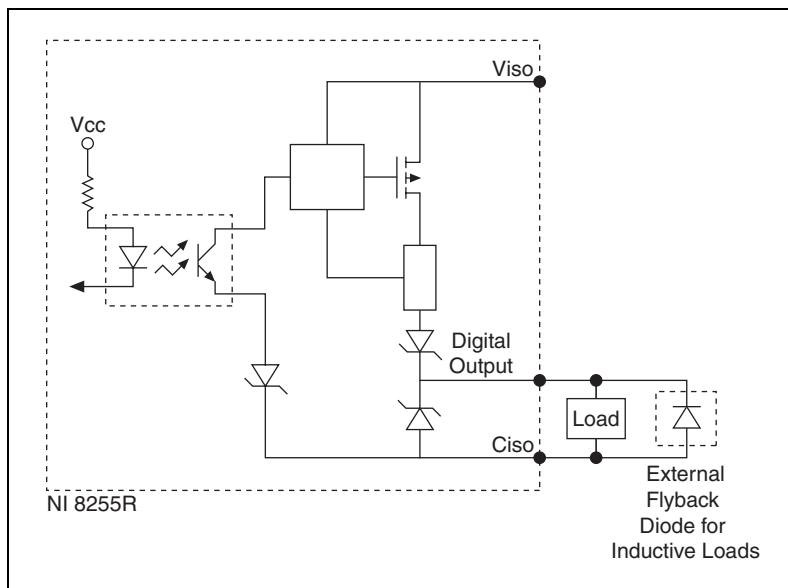 Viso
Vcc
Digital
Output
Load
Ciso
NI 8255R
External
Flyback
Diode for
Inductive Loads